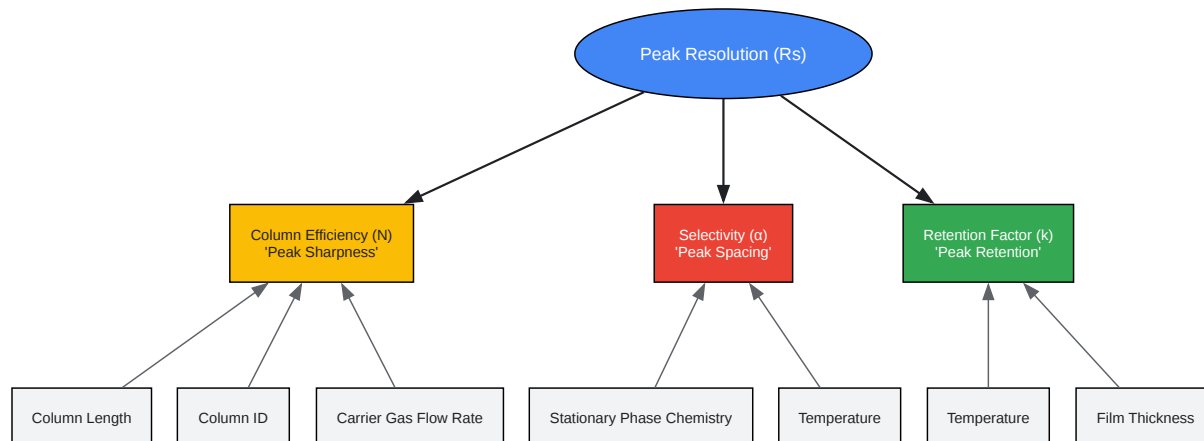 Peak Resolution (Rs)
Column Efficiency (N)
'Peak Sharpness'
Selectivity (α)
'Peak Spacing'
Retention Factor (k)
'Peak Retention'
Column Length
Column ID
Carrier Gas Flow Rate
Stationary Phase Chemistry
Temperature
Temperature
Film Thickness